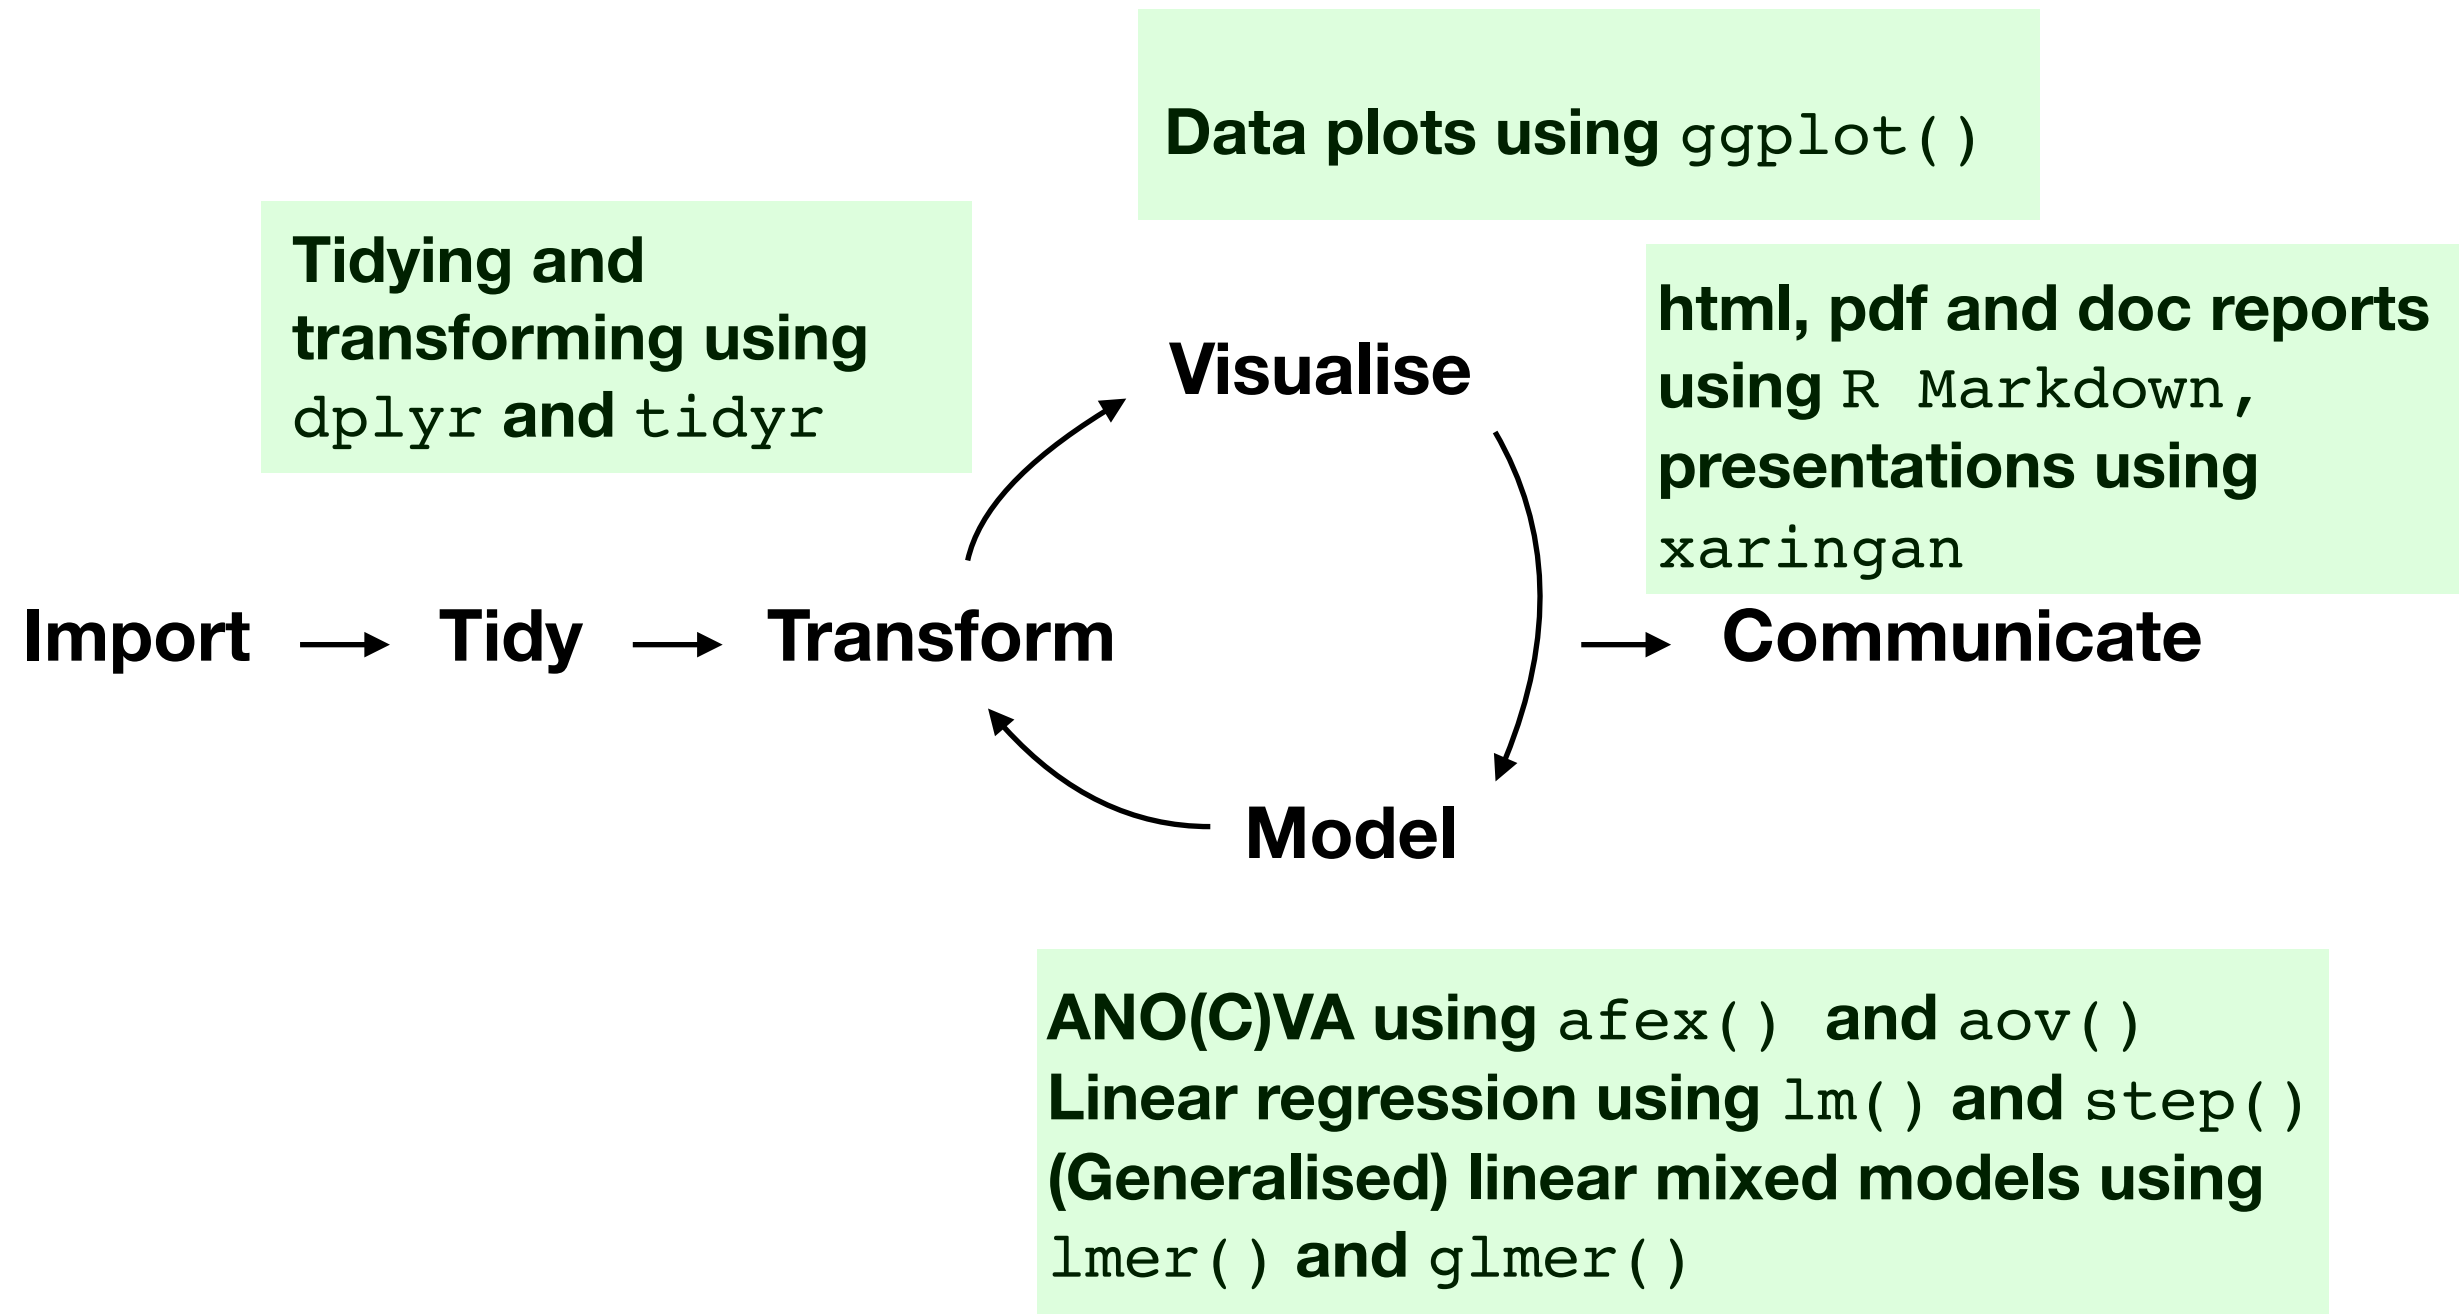 Data plots using ggplot()
Tidying and
transforming using
dplyr and tidyr
html, pdf and doc reports
using R Markdown,
presentations using
xaringan
Visualise
Import
Tidy
Transform
Communicate
Model
ANO(C)VA using afex() and aov()
Linear regression using lm() and step()
(Generalised) linear mixed models using
lmer() and glmer()